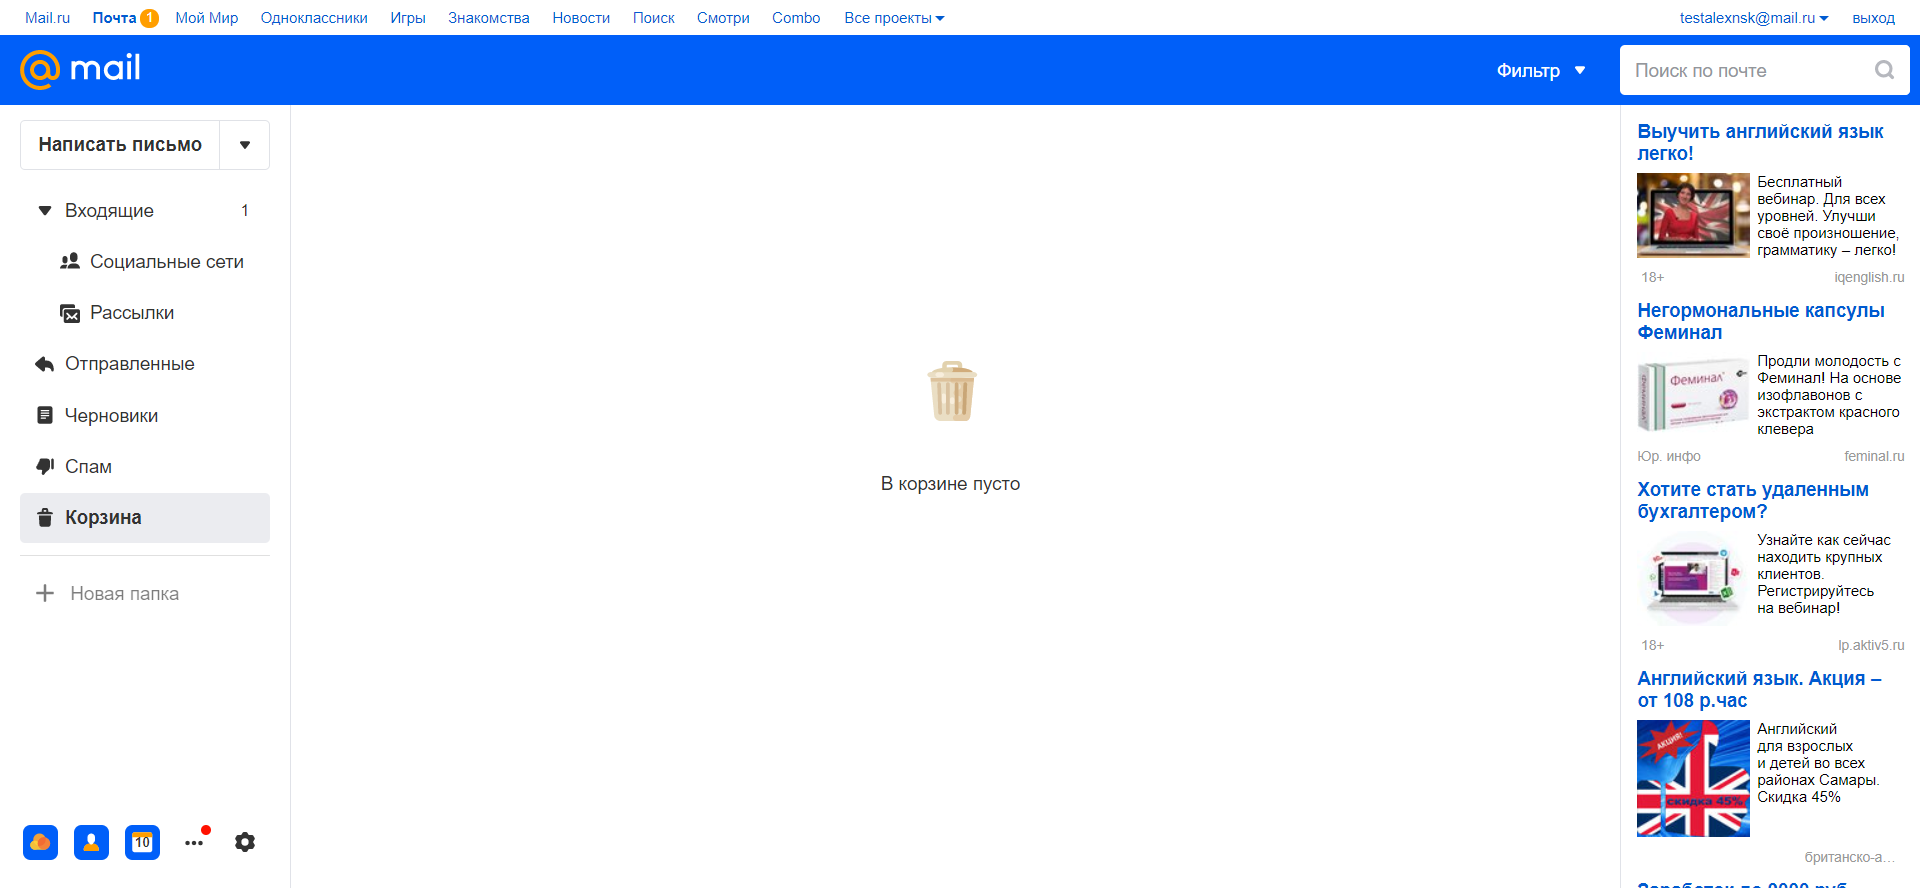 Mail.ru Почта 1 Мой Мир Одноклассники Игры Знакомства Новости Поиск Смотри Combo Все проекты testalexnsk@mail.ru выход
mail Фильтр Поиск по почте
Написать письмо
Входящие 1
Социальные сети
Рассылки
Отправленные
Черновики
Спам
Корзина
Новая папка
10
В корзине пусто
Выучить английский язык
легко!
Бесплатный
вебинар. Для всех
уровней. Улучши
своё произношение,
грамматику – легко!
18+ iqenglish.ru
Негормональные капсулы
Феминал
Феминал
Продли молодость с
Феминал! На основе
изофлавонов с
экстрактом красного
клевера
Юр. инфо feminal.ru
Хотите стать удаленным
бухгалтером?
Узнайте как сейчас
находить крупных
клиентов.
Регистрируйтесь
на вебинар!
18+ lp.aktiv5.ru
Английский язык. Акция –
от 108 р.час
АКЦИЯ!
скидка 45%
Английский
для взрослых
и детей во всех
районах Самары.
Скидка 45%
британско-а...